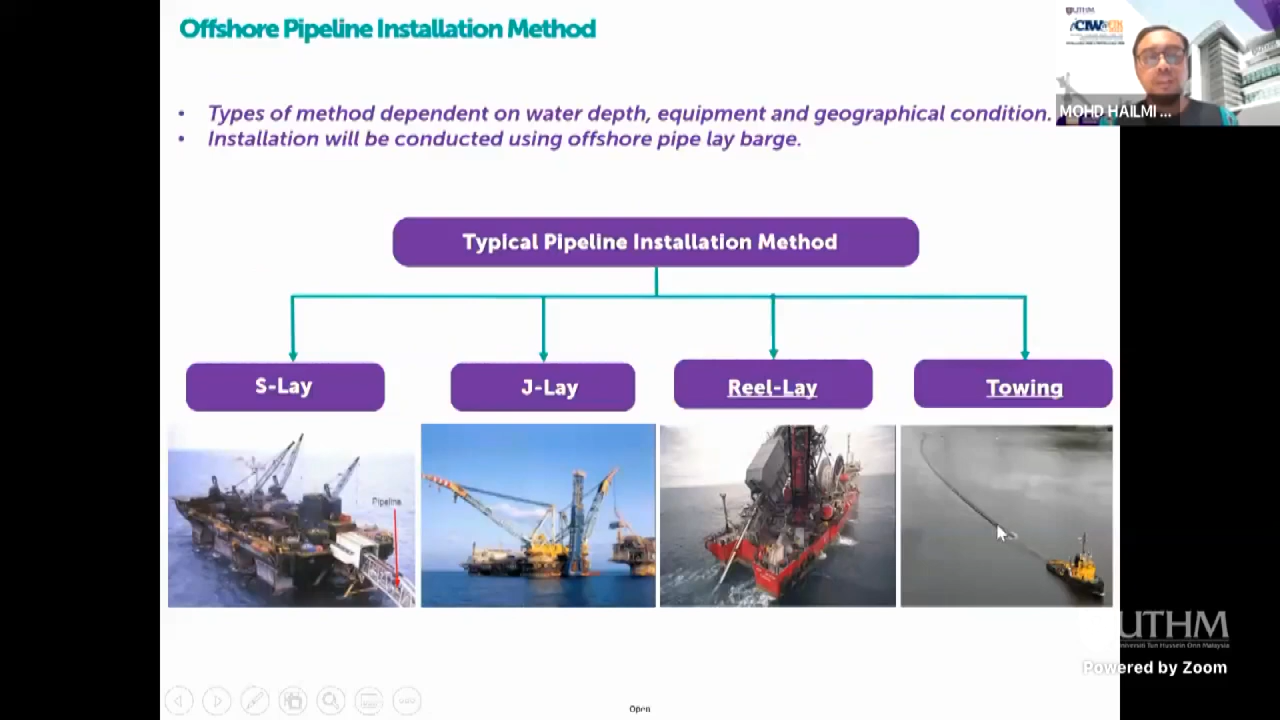 Offshore Pipeline Installation Method
UTHM
MOHD HAILMI ...
• Types of method dependent on water depth, equipment and geographical condition.
• Installation will be conducted using offshore pipe lay barge.
Typical Pipeline Installation Method
S-Lay
J-Lay
Reel-Lay
Towing
Pipeline
UTHM
Universiti Tun Hussein Onn Malaysia
Powered by Zoom
Open